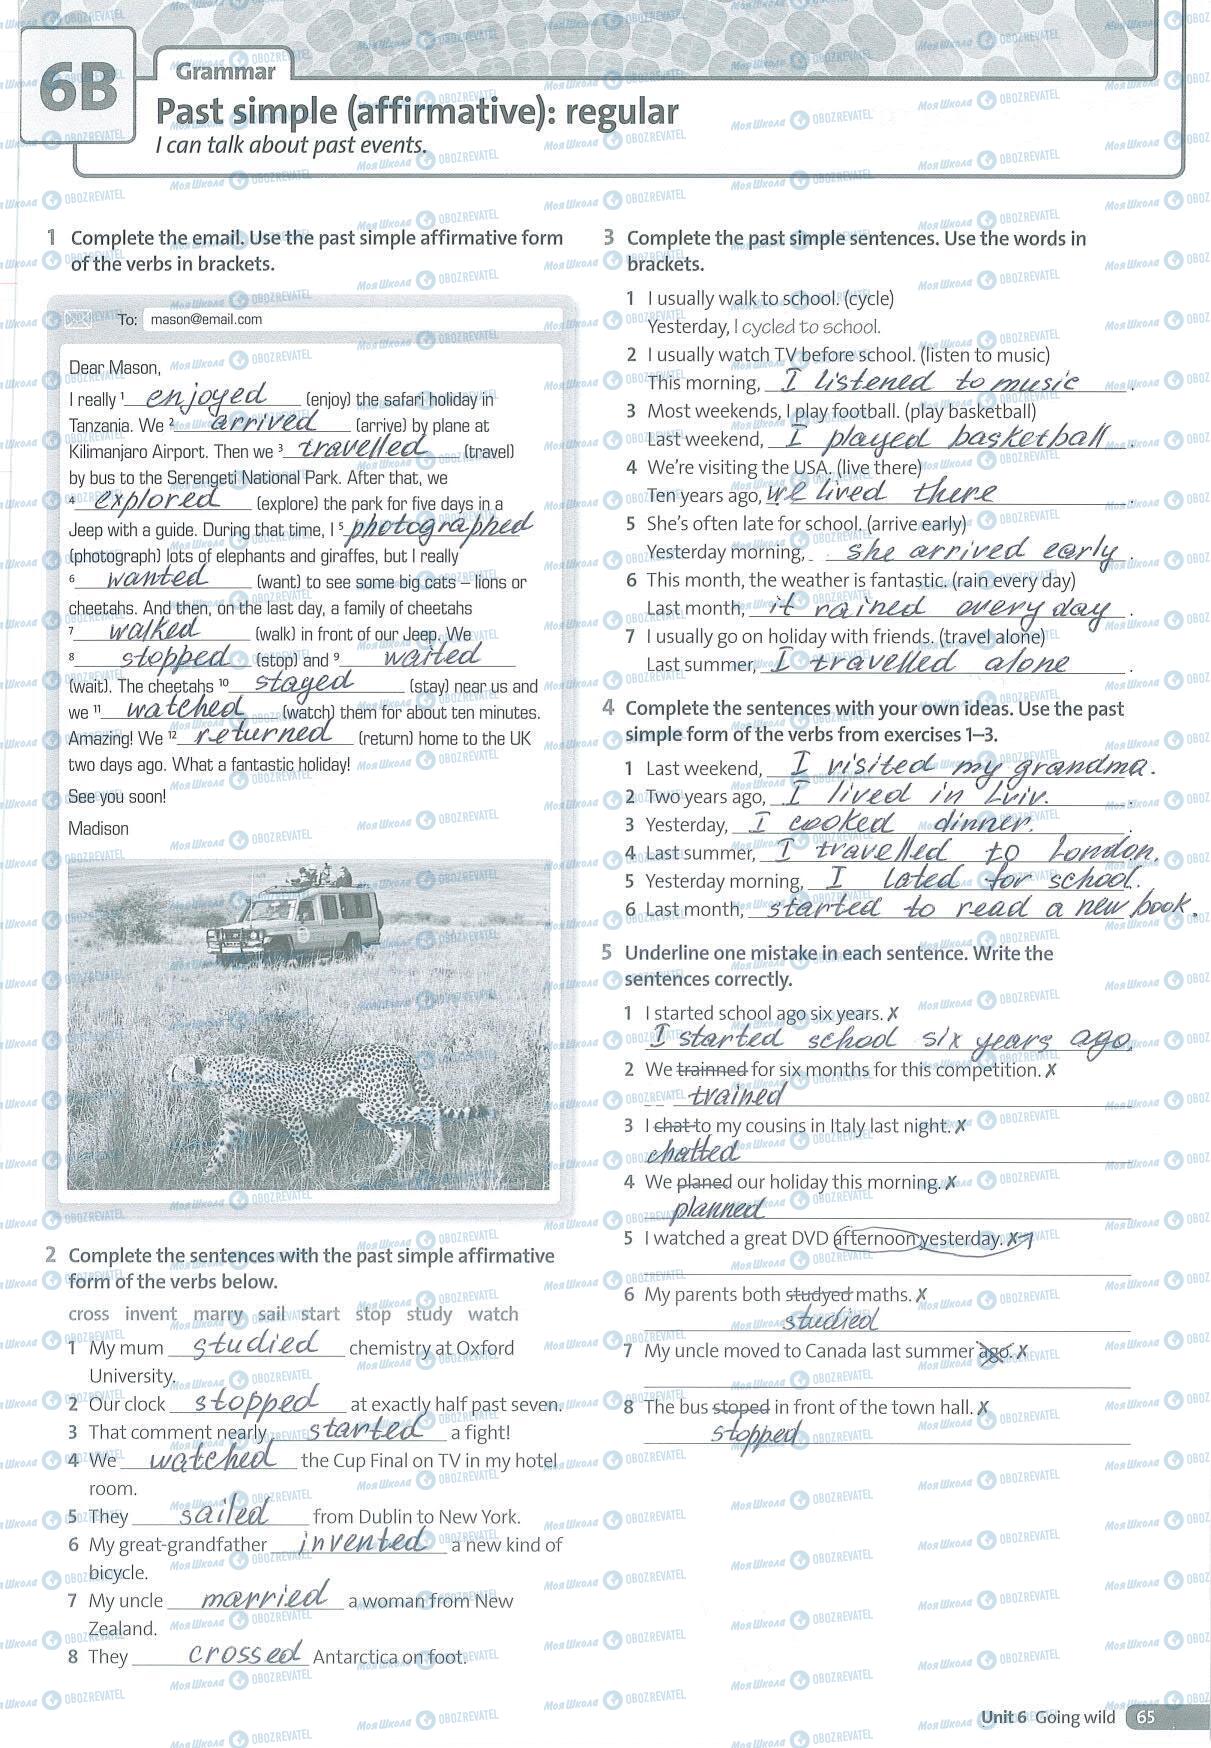 6B
Grammar
Past simple (affirmative): regular
I can talk about past events.
1 Complete the email. Use the past simple affirmative form
of the verbs in brackets.
To: mason@email.com
Dear Mason,
I really 1 enjoyed (enjoy) the safari holiday in
Tanzania. We 2 arrived (arrive) by plane at
Kilimanjaro Airport. Then we 3 travelled (travel)
by bus to the Serengeti National Park. After that, we
4 explored (explore) the park for five days in a
Jeep with a guide. During that time, I 5 photographed
(photograph) lots of elephants and giraffes, but I really
6 wanted (want) to see some big cats – lions or
cheetahs. And then, on the last day, a family of cheetahs
7 walked (walk) in front of our Jeep. We
8 stopped (stop) and 9 waited
(wait). The cheetahs 10 stayed (stay) near us and
we 11 watched (watch) them for about ten minutes.
Amazing! We 12 returned (return) home to the UK
two days ago. What a fantastic holiday!
See you soon!
Madison
2 Complete the sentences with the past simple affirmative
form of the verbs below.
cross invent marry sail start stop study watch
1 My mum studied chemistry at Oxford
University.
2 Our clock stopped at exactly half past seven.
3 That comment nearly started a fight!
4 We watched the Cup Final on TV in my hotel
room.
5 They sailed from Dublin to New York.
6 My great-grandfather invented a new kind of
bicycle.
7 My uncle married a woman from New
Zealand.
8 They crossed Antarctica on foot.
3 Complete the past simple sentences. Use the words in
brackets.
1 I usually walk to school. (cycle)
Yesterday, I cycled to school.
2 I usually watch TV before school. (listen to music)
This morning, I listened to music .
3 Most weekends, I play football. (play basketball)
Last weekend, I played basketball .
4 We're visiting the USA. (live there)
Ten years ago, we lived there .
5 She's often late for school. (arrive early)
Yesterday morning, she arrived early .
6 This month, the weather is fantastic. (rain every day)
Last month, it rained every day .
7 I usually go on holiday with friends. (travel alone)
Last summer, I travelled alone .
4 Complete the sentences with your own ideas. Use the past
simple form of the verbs from exercises 1–3.
1 Last weekend, I visited my grandma.
2 Two years ago, I lived in Lviv. .
3 Yesterday, I cooked dinner. .
4 Last summer, I travelled to London.
5 Yesterday morning, I lated for school.
6 Last month, started to read a new book.
5 Underline one mistake in each sentence. Write the
sentences correctly.
1 I started school ago six years. ✗
I started school six years ago.
2 We trainned for six months for this competition. ✗
trained
3 I chat to my cousins in Italy last night. ✗
chatted
4 We planed our holiday this morning. ✗
planned
5 I watched a great DVD afternoon yesterday. ✗
6 My parents both studyed maths. ✗
studied
7 My uncle moved to Canada last summer ago. ✗
8 The bus stoped in front of the town hall. ✗
stopped
Unit 6 Going wild 65
Моя Школа OBOZREVATEL